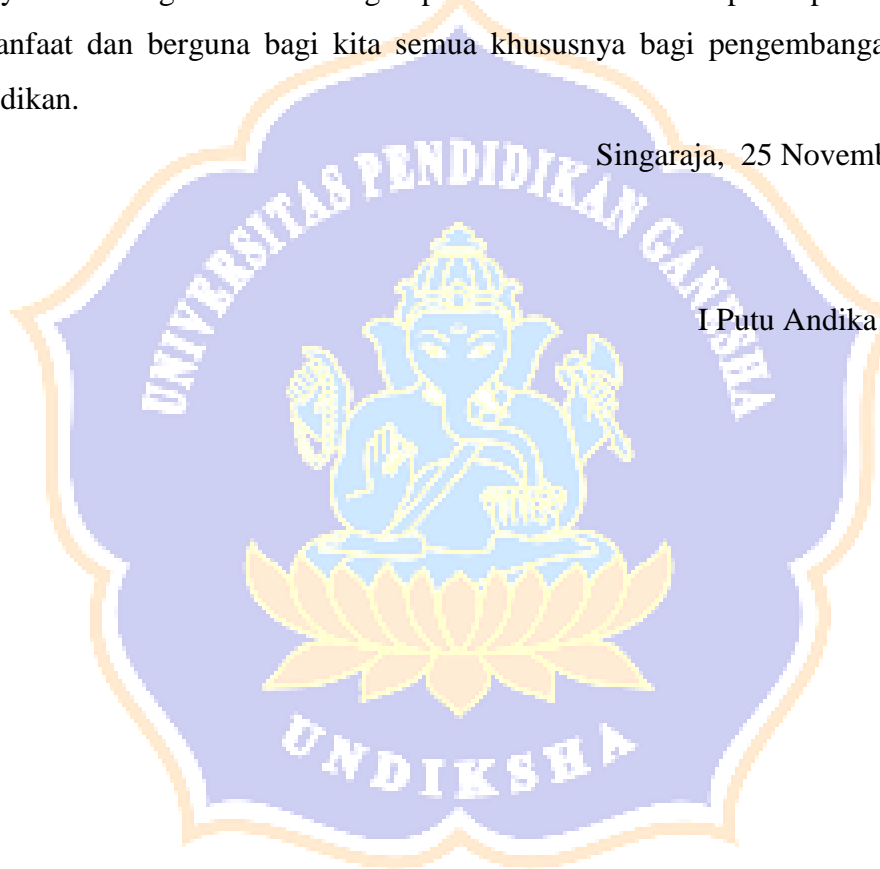 anfaat dan berguna bagi kita semua khususnya bagi pengembanga
dikan.
Singaraja, 25 Novemb
I Putu Andika
UNIVERSITAS PENDIDIKAN GANESHA
UNDIKSHA